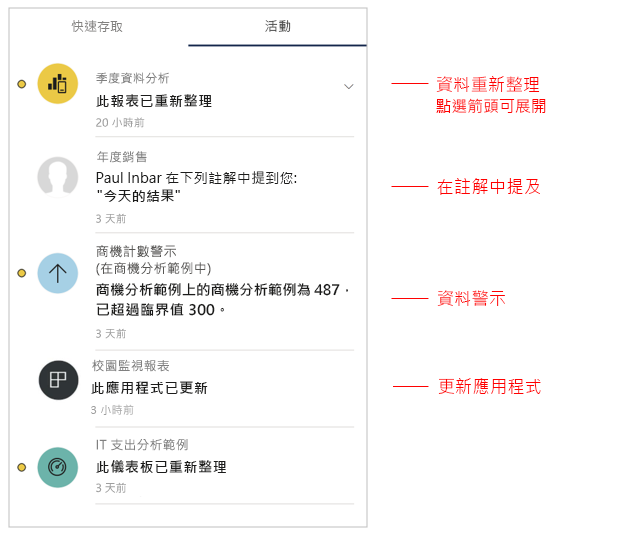 快速存取
活動
季度資料分析
此報表已重新整理
20 小時前
資料重新整理
點選箭頭可展開
年度銷售
Paul Inbar 在下列註解中提到您:
"今天的結果"
3 天前
在註解中提及
商機計數警示
(在商機分析範例中)
商機分析範例上的商機分析範例為 487，
已超過臨界值 300。
3 天前
資料警示
校園監視報表
此應用程式已更新
3 小時前
更新應用程式
IT 支出分析範例
此儀表板已重新整理
3 天前